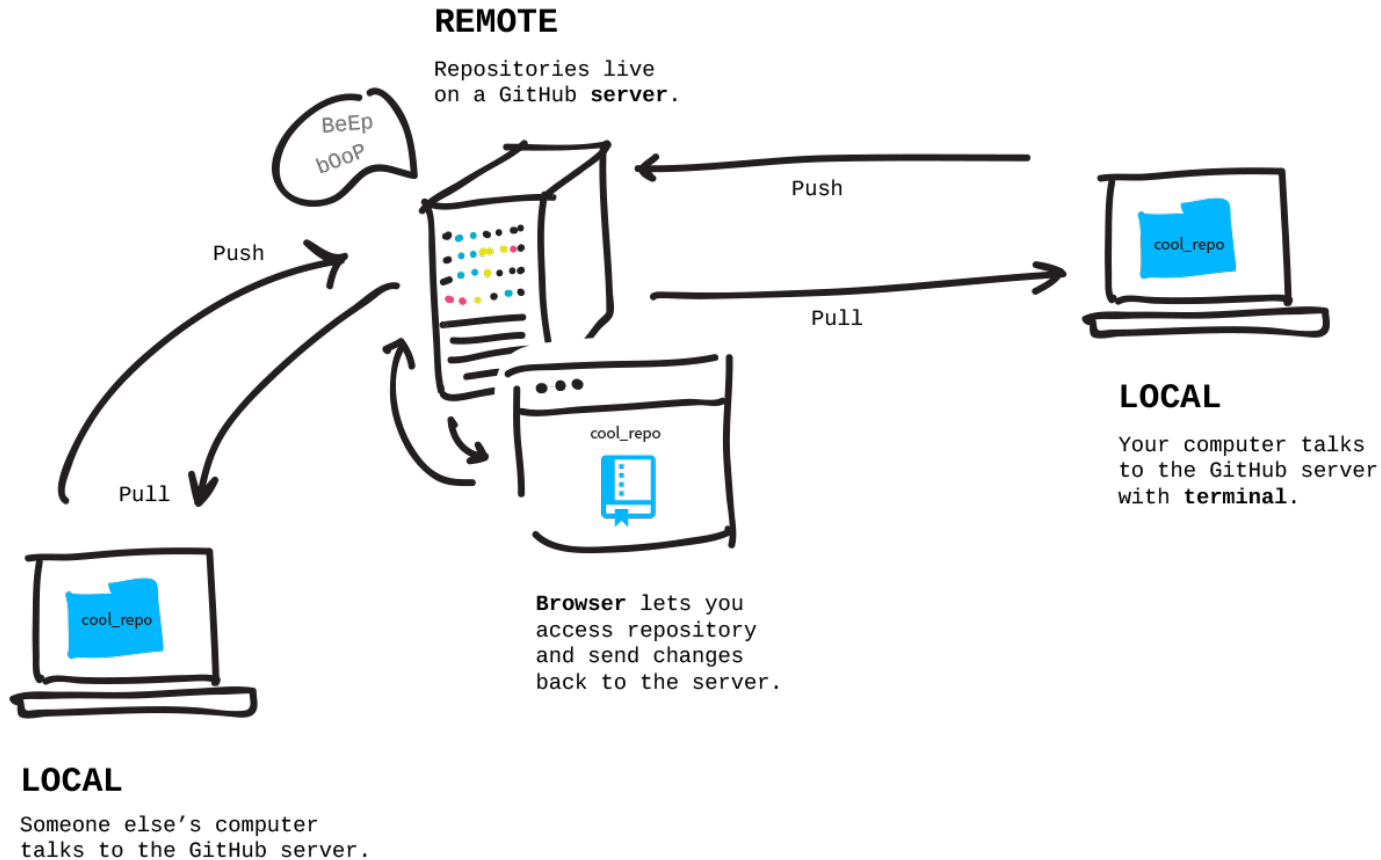 REMOTE
Repositories live
on a GitHub server.
BeEp
bOoP
Push
Pull
cool_repo
LOCAL
Your computer talks
to the GitHub server
with terminal.
Push
Pull
cool_repo
Browser lets you
access repository
and send changes
back to the server.
cool_repo
LOCAL
Someone else’s computer
talks to the GitHub server.